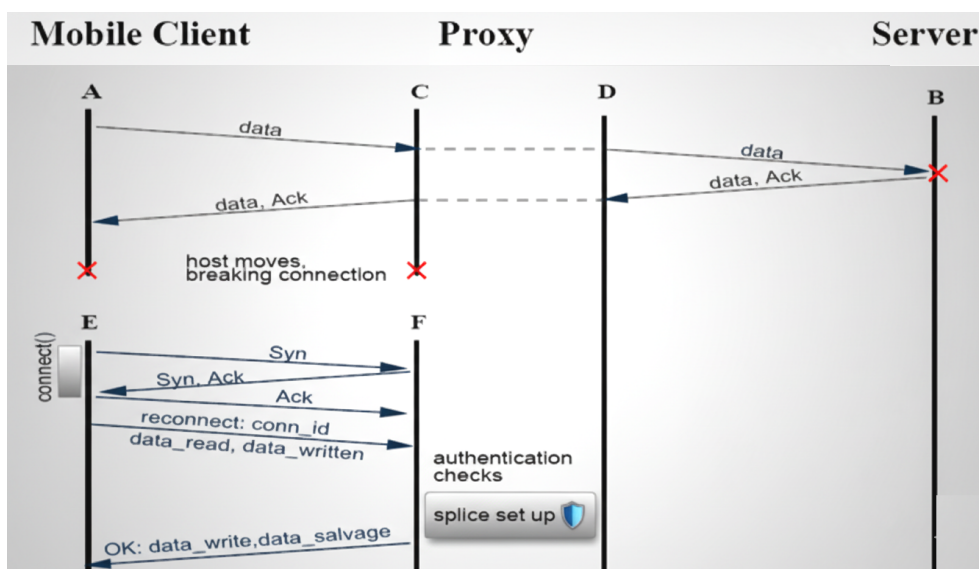 Mobile Client Proxy Server
A C D B
data
data
data, Ack
data, Ack
host moves,
breaking connection
E F
connect()
Syn
Syn, Ack
Ack
reconnect: conn_id
data_read, data_written
authentication
checks
splice set up
OK: data_write,data_salvage